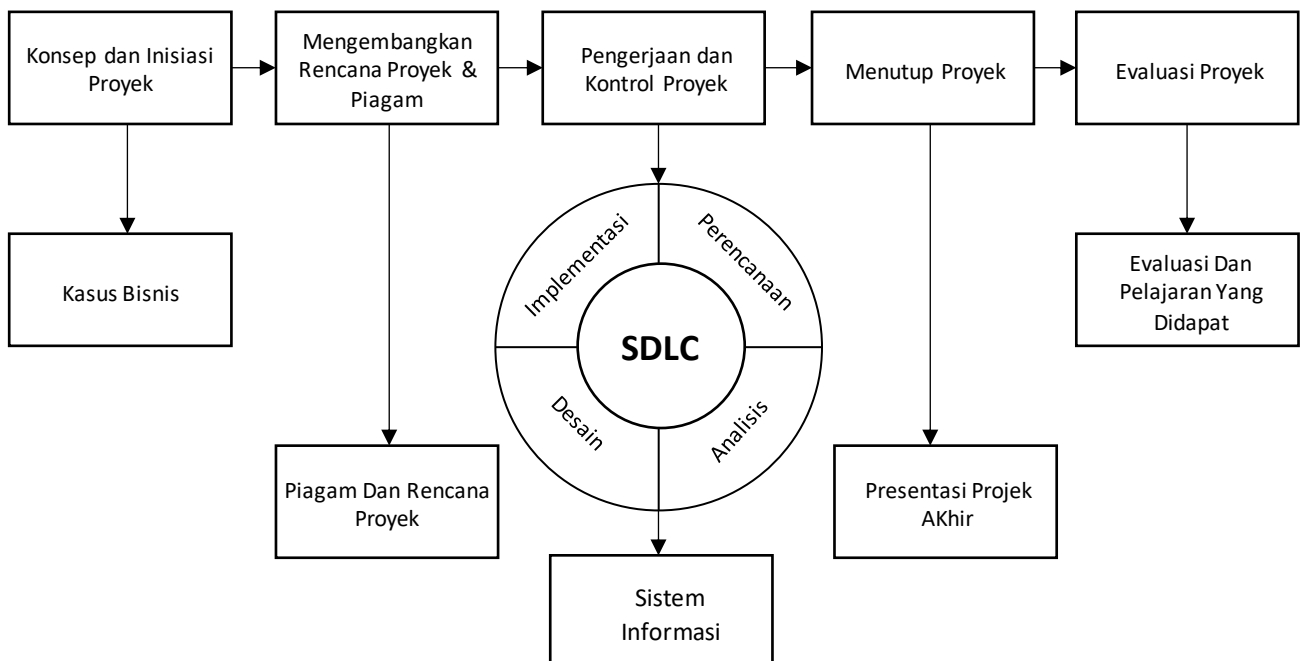 Konsep dan Inisiasi
Proyek
Mengembangkan
Rencana Proyek &
Piagam
Pengerjaan dan
Kontrol Proyek
Menutup Proyek
Evaluasi Proyek
Kasus Bisnis
Implementasi
Perencanaan
SDLC
Desain
Analisis
Evaluasi Dan
Pelajaran Yang
Didapat
Piagam Dan Rencana
Proyek
Presentasi Projek
AKhir
Sistem
Informasi